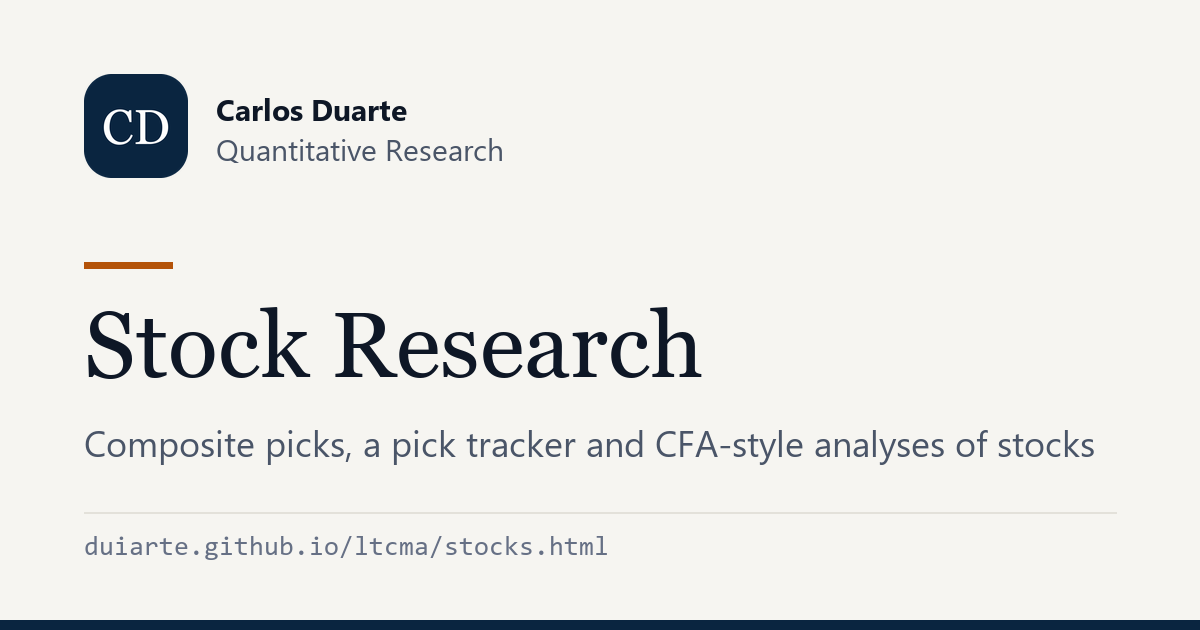 CD
Carlos Duarte
Quantitative Research
Stock Research
Composite picks, a pick tracker and CFA-style analyses of stocks
duiarte.github.io/ltcma/stocks.html